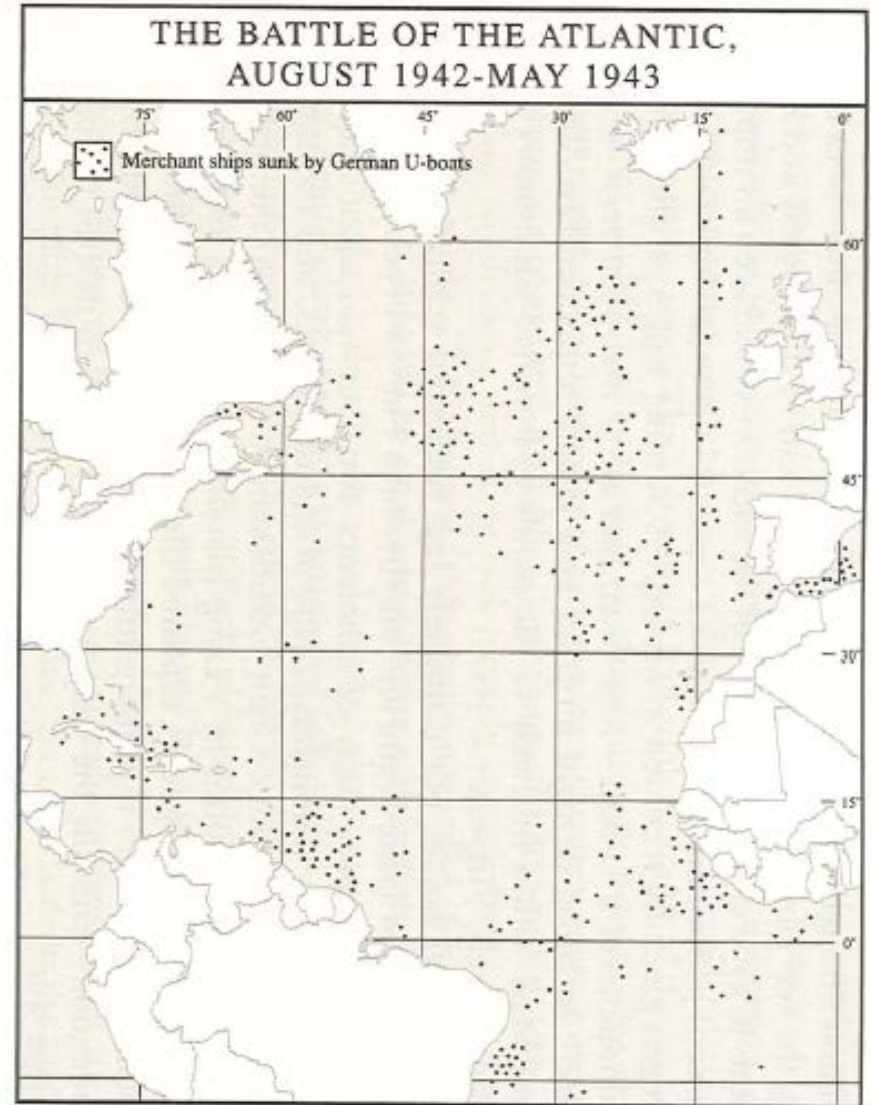 THE BATTLE OF THE ATLANTIC,
AUGUST 1942-MAY 1943
75° 60° 45° 30° 15° 0°
Merchant ships sunk by German U-boats
60°
45°
30°
15°
0°